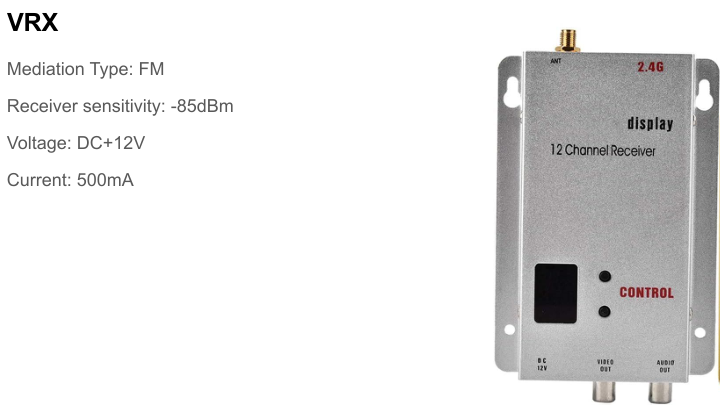 VRX
Mediation Type: FM
Receiver sensitivity: -85dBm
Voltage: DC+12V
Current: 500mA
ANT
2.4G
display
12 Channel Receiver
CONTROL
DC
12V
VIDEO
OUT
AUDIO
OUT